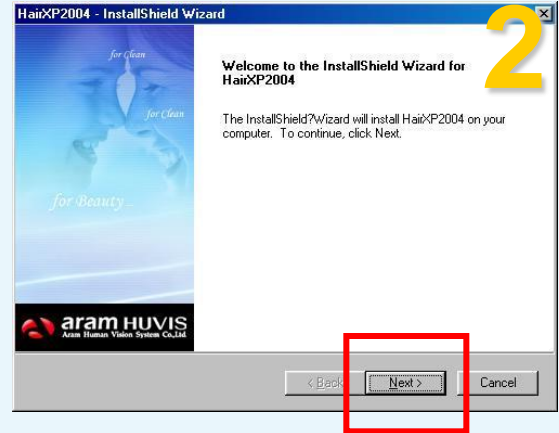 HairXP2004 - InstallShield Wizard
2
for Clean
for Clean
for Beauty
Welcome to the InstallShield Wizard for
HairXP2004
The InstallShield?Wizard will install HairXP2004 on your
computer. To continue, click Next.
aram HUVIS
Aram Human Vision System Co.,Ltd
< Back
Next >
Cancel